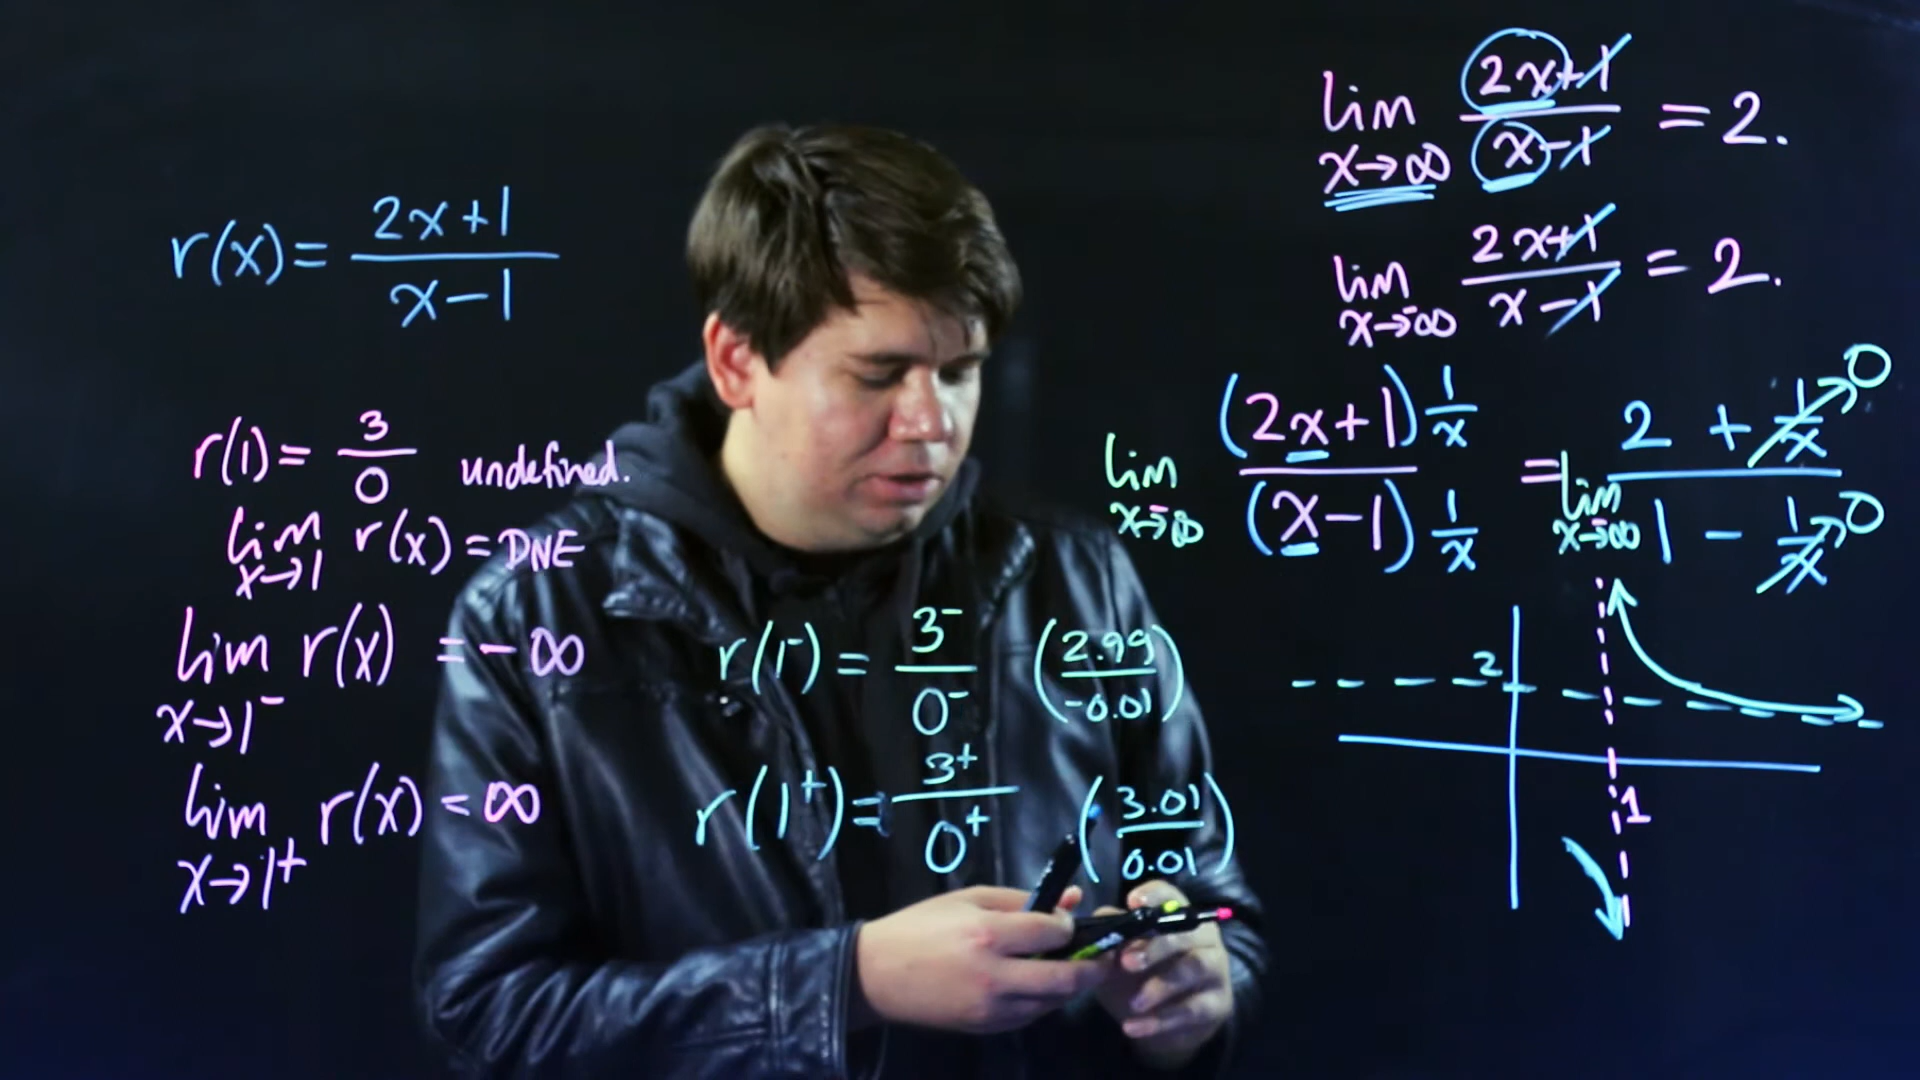 r(x) = (2x+1)/(x-1)
r(1) = 3/0 undefined.
lim x→1 r(x) = DNE
lim x→1⁻ r(x) = -∞
lim x→1⁺ r(x) = ∞
r(1⁻) = 3⁻/0⁻ (2.99/-0.01)
r(1⁺) = 3⁺/0⁺ (3.01/0.01)
lim x→∞ (2x+1)/(x-1) = 2.
lim x→-∞ (2x+1)/(x-1) = 2.
lim x→-∞ (2x+1)1/x / (x-1)1/x = lim x→-∞ (2 + 1/x → 0)/(1 - 1/x → 0)
2
1